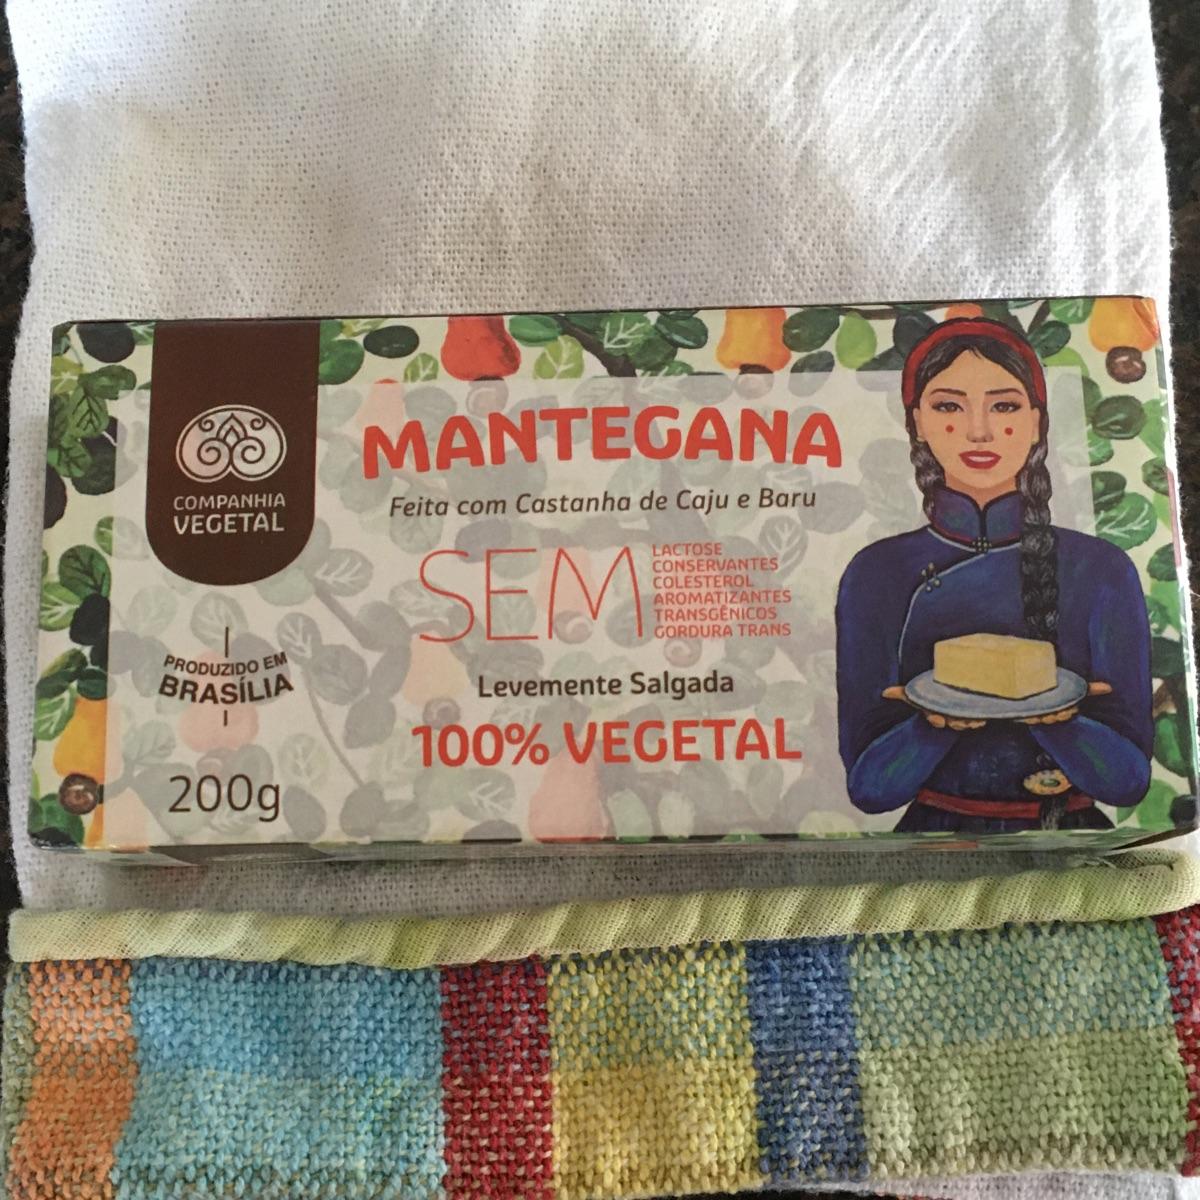 COMPANHIA
VEGETAL
MANTEGANA
Feita com Castanha de Caju e Baru
SEM
LACTOSE
CONSERVANTES
COLESTEROL
AROMATIZANTES
TRANSGÊNICOS
GORDURA TRANS
Levemente Salgada
100% VEGETAL
PRODUZIDO EM
BRASÍLIA
200g